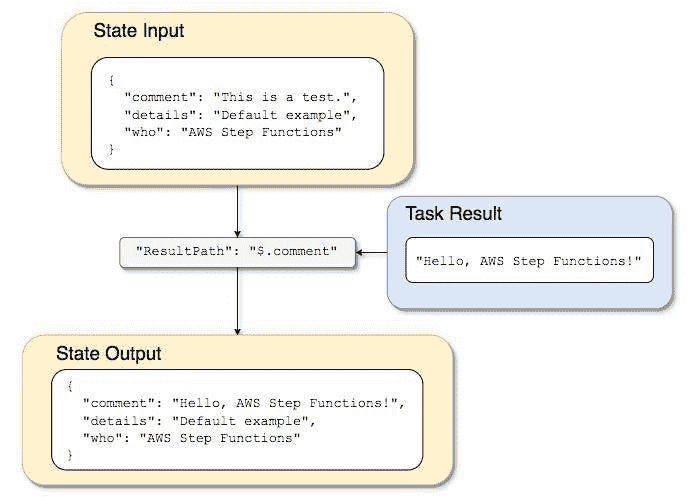 State Input
{
"comment": "This is a test.",
"details": "Default example",
"who": "AWS Step Functions"
}
"ResultPath": "$.comment"
Task Result
"Hello, AWS Step Functions!"
State Output
{
"comment": "Hello, AWS Step Functions!",
"details": "Default example",
"who": "AWS Step Functions"
}